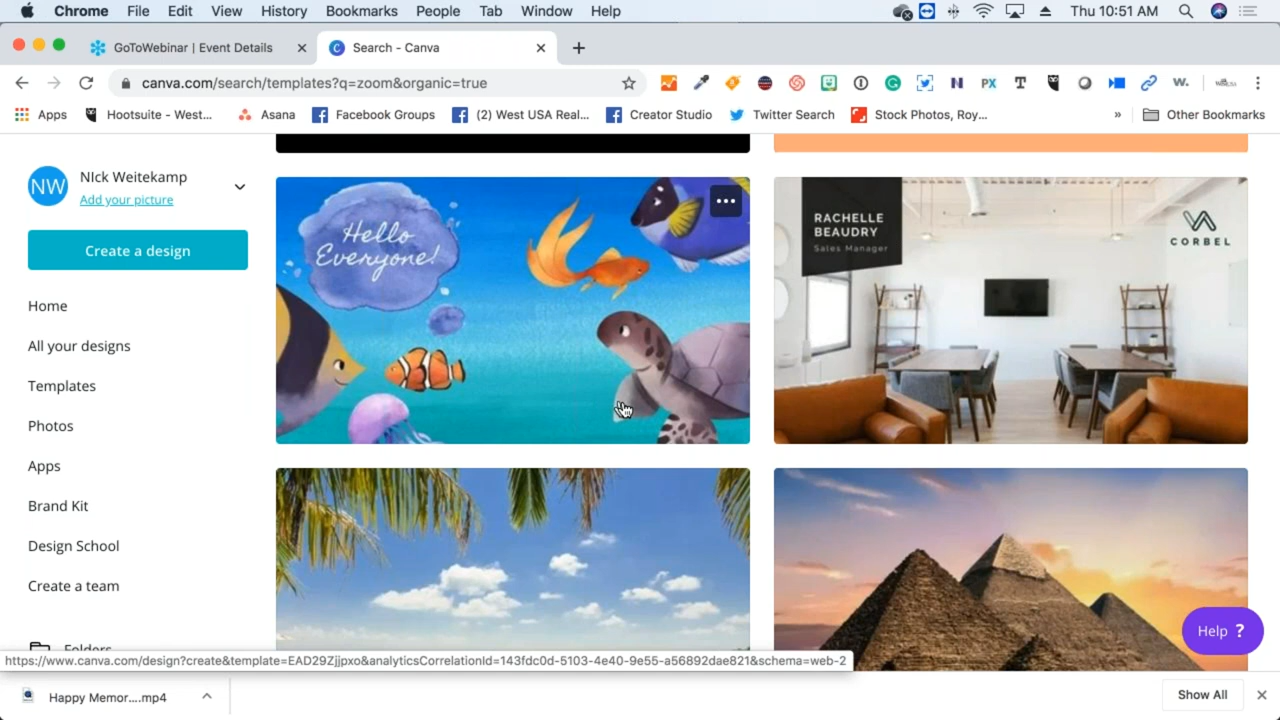 Chrome File Edit View History Bookmarks People Tab Window Help
Thu 10:51 AM
GoToWebinar | Event Details
Search - Canva
canva.com/search/templates?q=zoom&organic=true
Apps
Hootsuite - West...
Asana
Facebook Groups
(2) West USA Real...
Creator Studio
Twitter Search
Stock Photos, Roy...
» Other Bookmarks
NW
NIck Weitekamp
Add your picture
Create a design
Home
All your designs
Templates
Photos
Apps
Brand Kit
Design School
Create a team
Folders
Hello
Everyone!
RACHELLE
BEAUDRY
Sales Manager
CORBEL
Help ?
https://www.canva.com/design?create&template=EAD29Zjjpxo&analyticsCorrelationId=143fdc0d-5103-4e40-9e55-a56892dae821&schema=web-2
Happy Memor....mp4
Show All